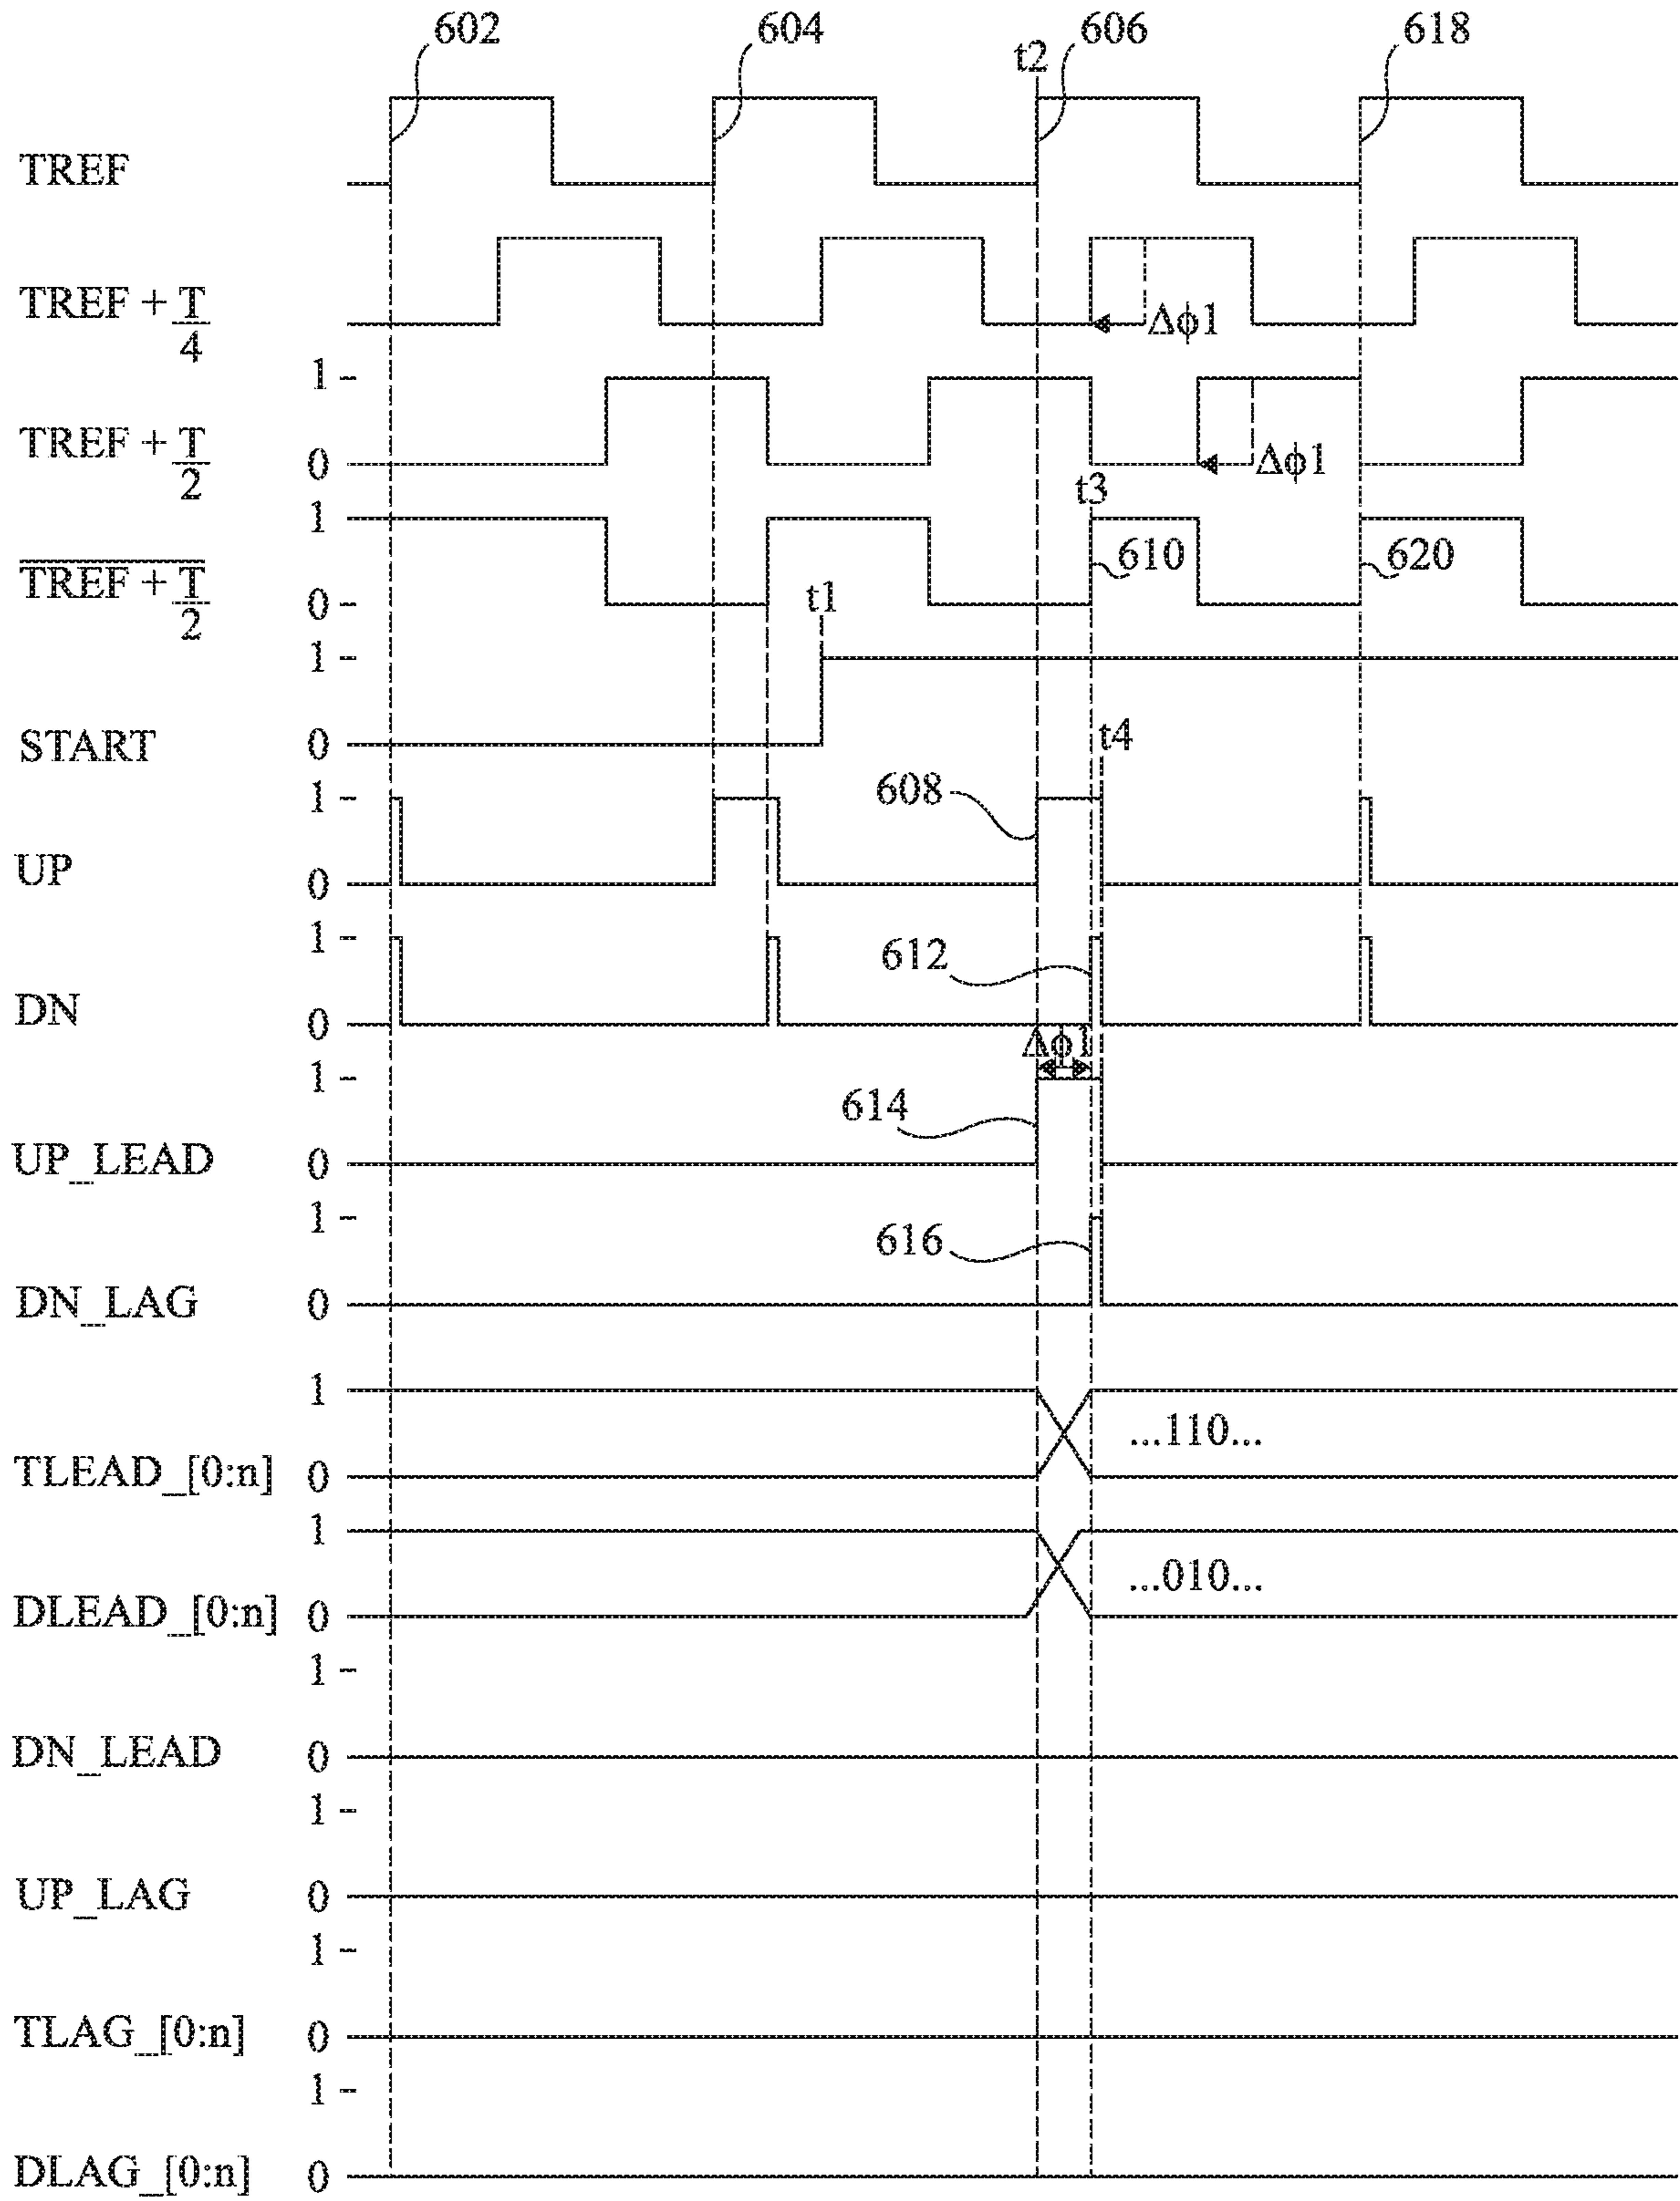 602
604
606
618
t2
TREF
TREF + T
4
Δϕ1
1
TREF + T
2
0
Δϕ1
t3
1
TREF + T
2
0
610
620
t1
1
START
0
t4
1
608
UP
0
1
612
DN
0
Δϕ1
1
614
UP_LEAD
0
1
616
DN_LAG
0
1
...110...
TLEAD_[0:n]
0
1
...010...
DLEAD_[0:n]
0
1
DN_LEAD
0
1
UP_LAG
0
1
TLAG_[0:n]
0
1
DLAG_[0:n]
0